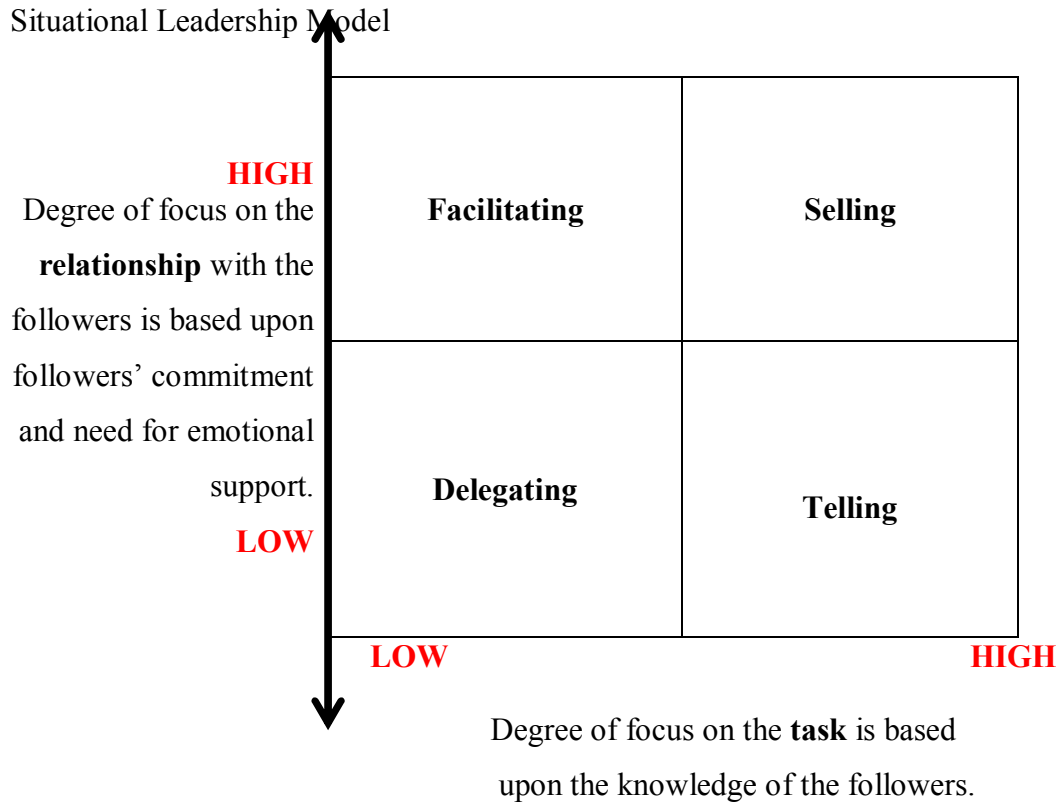 Situational Leadership Model
HIGH
Degree of focus on the
relationship with the
followers is based upon
followers’ commitment
and need for emotional
support.
LOW
Facilitating
Selling
Delegating
Telling
LOW
HIGH
Degree of focus on the task is based
upon the knowledge of the followers.